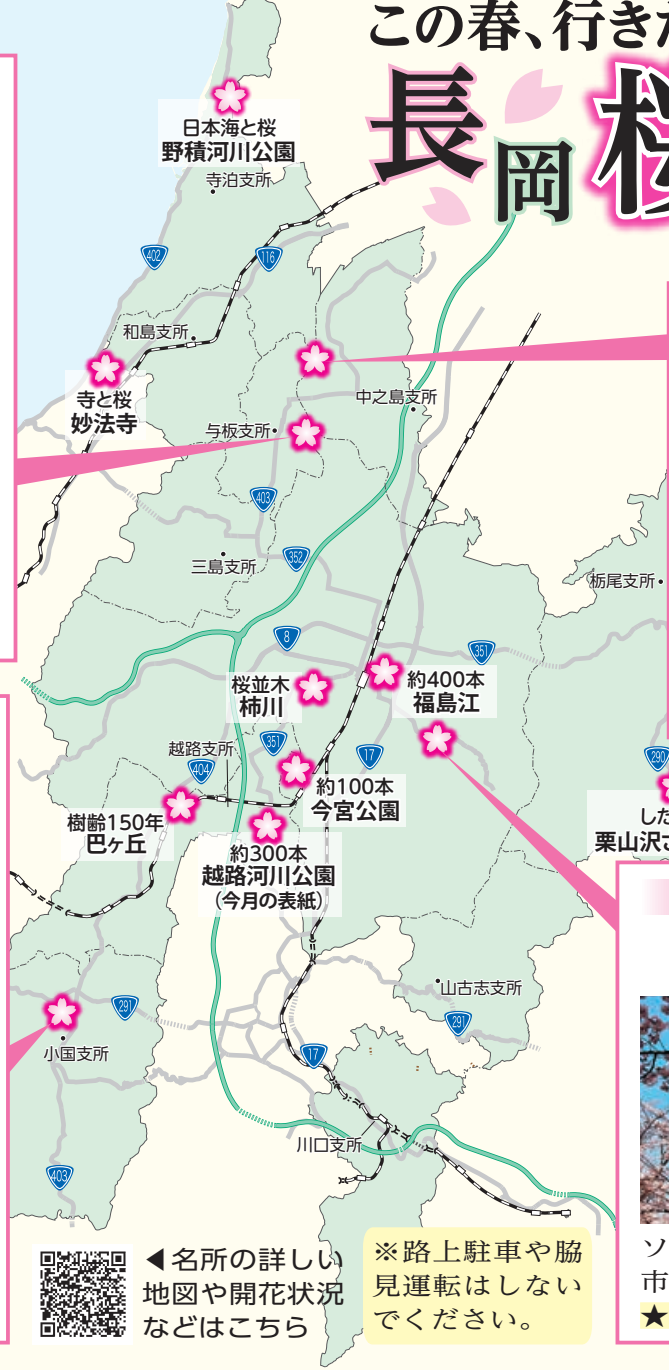 この春、行きた
長岡桜
日本海と桜
野積河川公園
寺泊支所
402
116
和島支所
寺と桜
妙法寺
与板支所
中之島支所
403
三島支所
352
栃尾支所
8
351
桜並木
柿川
約400本
福島江
越路支所
351
404
17
290
約100本
今宮公園
樹齢150年
巴ヶ丘
約300本
越路河川公園
(今月の表紙)
した
栗山沢さ
山古志支所
291
291
小国支所
17
川口支所
403
◀名所の詳しい
地図や開花状況
などはこちら
※路上駐車や脇
見運転はしない
でください。
ソ
市
★